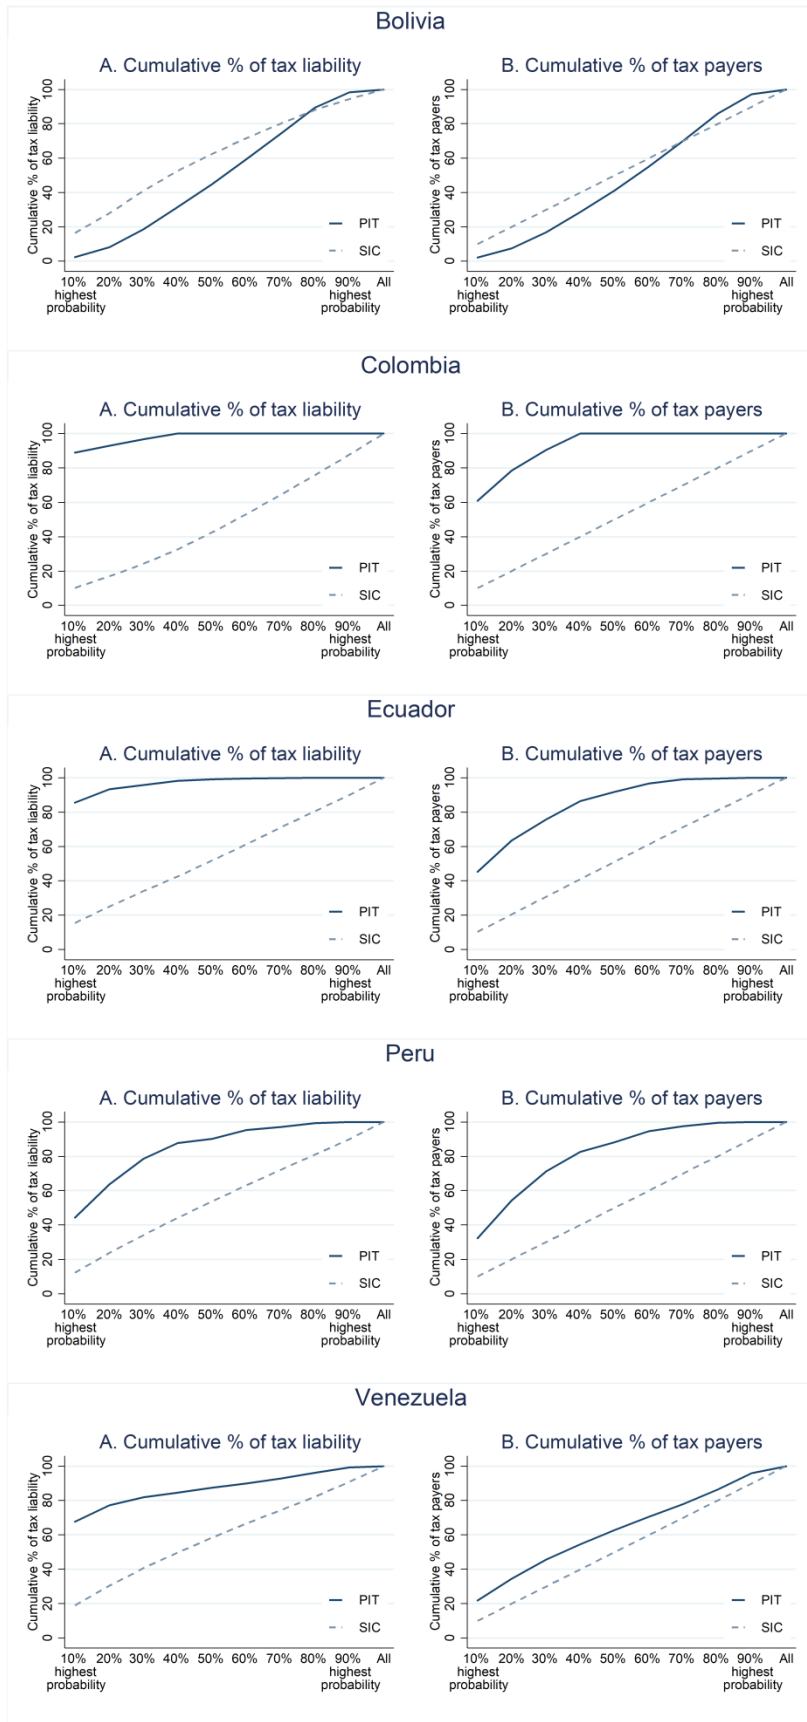 Bolivia
A. Cumulative % of tax liability
Cumulative % of tax liability
100
80
60
40
20
0
PIT
SIC
10% 20% 30% 40% 50% 60% 70% 80% 90% All
highest highest
probability probability
B. Cumulative % of tax payers
Cumulative % of tax payers
100
80
60
40
20
0
PIT
SIC
10% 20% 30% 40% 50% 60% 70% 80% 90% All
highest highest
probability probability
Colombia
A. Cumulative % of tax liability
Cumulative % of tax liability
100
80
60
40
20
0
PIT
SIC
10% 20% 30% 40% 50% 60% 70% 80% 90% All
highest highest
probability probability
B. Cumulative % of tax payers
Cumulative % of tax payers
100
80
60
40
20
0
PIT
SIC
10% 20% 30% 40% 50% 60% 70% 80% 90% All
highest highest
probability probability
Ecuador
A. Cumulative % of tax liability
Cumulative % of tax liability
100
80
60
40
20
0
PIT
SIC
10% 20% 30% 40% 50% 60% 70% 80% 90% All
highest highest
probability probability
B. Cumulative % of tax payers
Cumulative % of tax payers
100
80
60
40
20
0
PIT
SIC
10% 20% 30% 40% 50% 60% 70% 80% 90% All
highest highest
probability probability
Peru
A. Cumulative % of tax liability
Cumulative % of tax liability
100
80
60
40
20
0
PIT
SIC
10% 20% 30% 40% 50% 60% 70% 80% 90% All
highest highest
probability probability
B. Cumulative % of tax payers
Cumulative % of tax payers
100
80
60
40
20
0
PIT
SIC
10% 20% 30% 40% 50% 60% 70% 80% 90% All
highest highest
probability probability
Venezuela
A. Cumulative % of tax liability
Cumulative % of tax liability
100
80
60
40
20
0
PIT
SIC
10% 20% 30% 40% 50% 60% 70% 80% 90% All
highest highest
probability probability
B. Cumulative % of tax payers
Cumulative % of tax payers
100
80
60
40
20
0
PIT
SIC
10% 20% 30% 40% 50% 60% 70% 80% 90% All
highest highest
probability probability